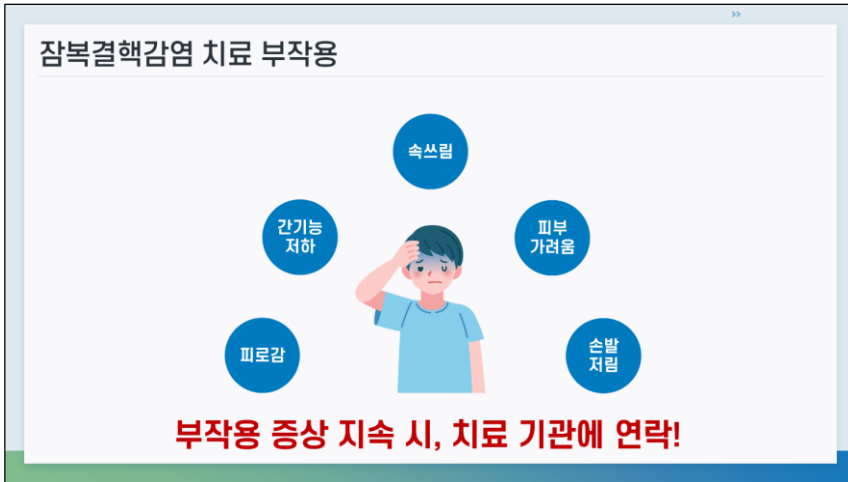 잠복결핵감염 치료 부작용
속쓰림
간기능
저하
피부
가려움
피로감
손발
저림
부작용 증상 지속 시, 치료 기관에 연락!